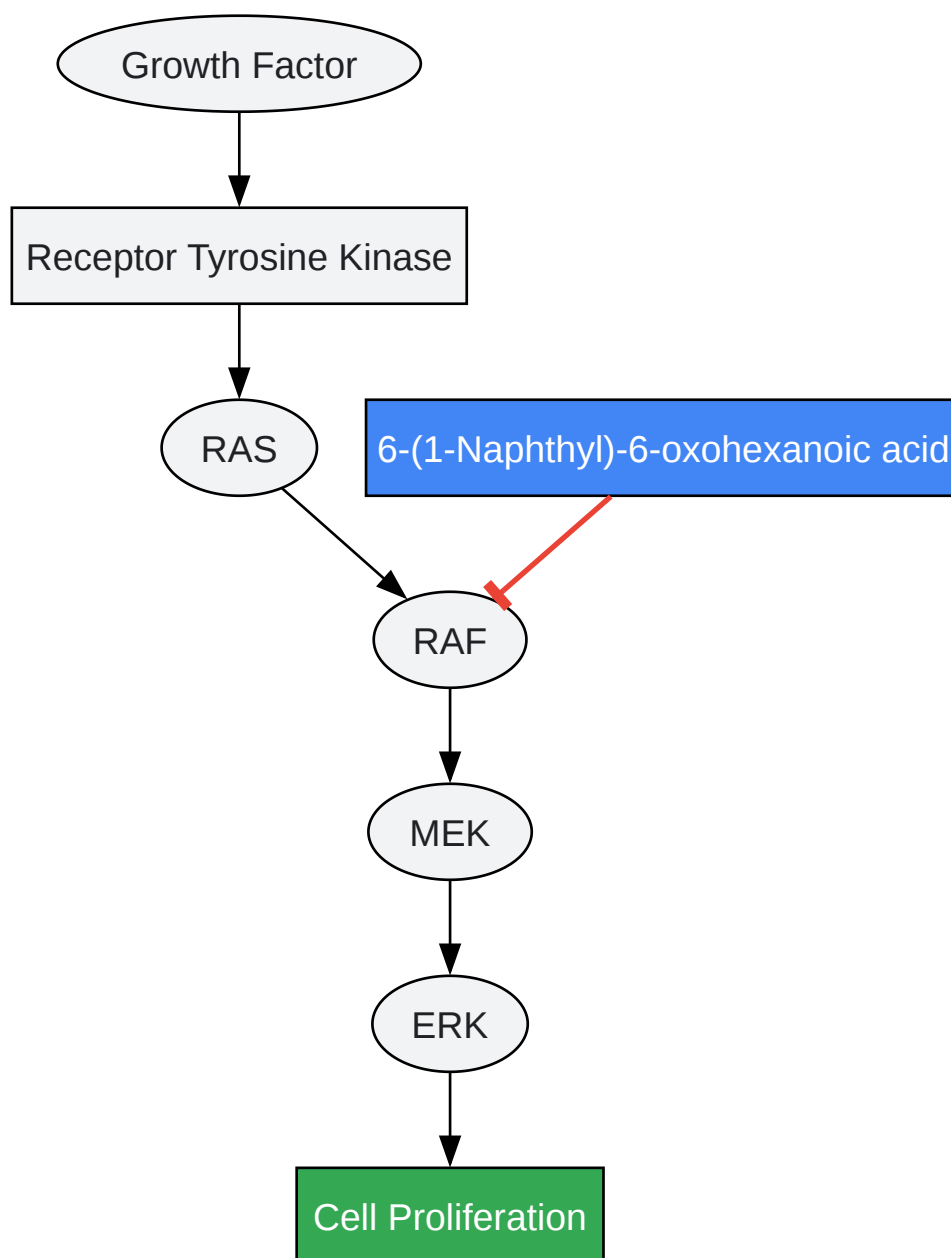 Growth Factor
Receptor Tyrosine Kinase
RAS
6-(1-Naphthyl)-6-oxohexanoic acid
RAF
MEK
ERK
Cell Proliferation